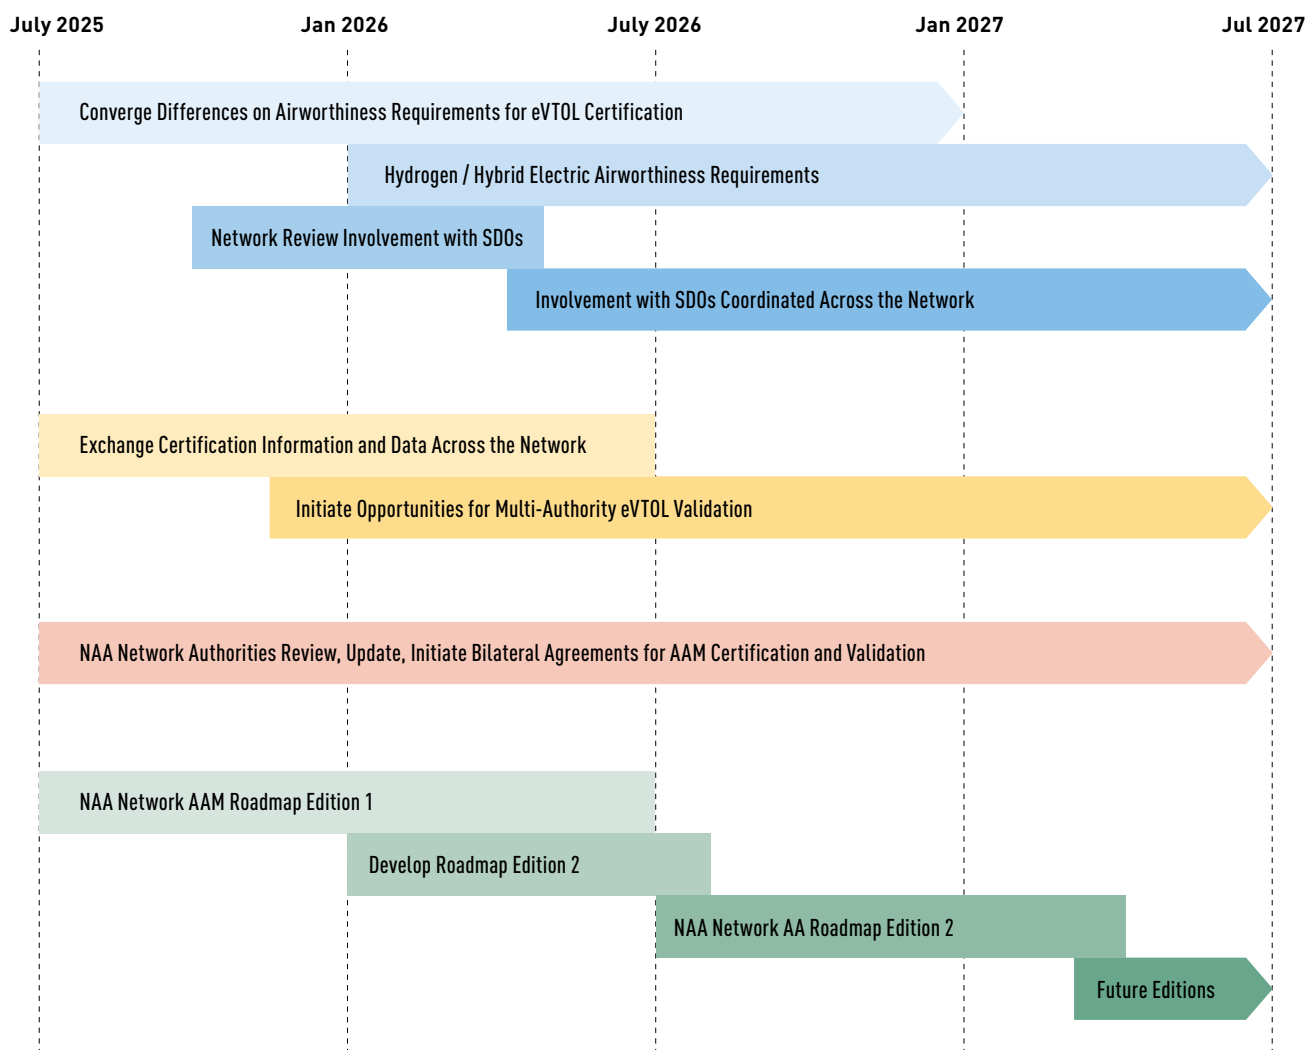 July 2025
Jan 2026
July 2026
Jan 2027
Jul 2027
Converge Differences on Airworthiness Requirements for eVTOL Certification
Hydrogen / Hybrid Electric Airworthiness Requirements
Network Review Involvement with SDOs
Involvement with SDOs Coordinated Across the Network
Exchange Certification Information and Data Across the Network
Initiate Opportunities for Multi-Authority eVTOL Validation
NAA Network Authorities Review, Update, Initiate Bilateral Agreements for AAM Certification and Validation
NAA Network AAM Roadmap Edition 1
Develop Roadmap Edition 2
NAA Network AA Roadmap Edition 2
Future Editions